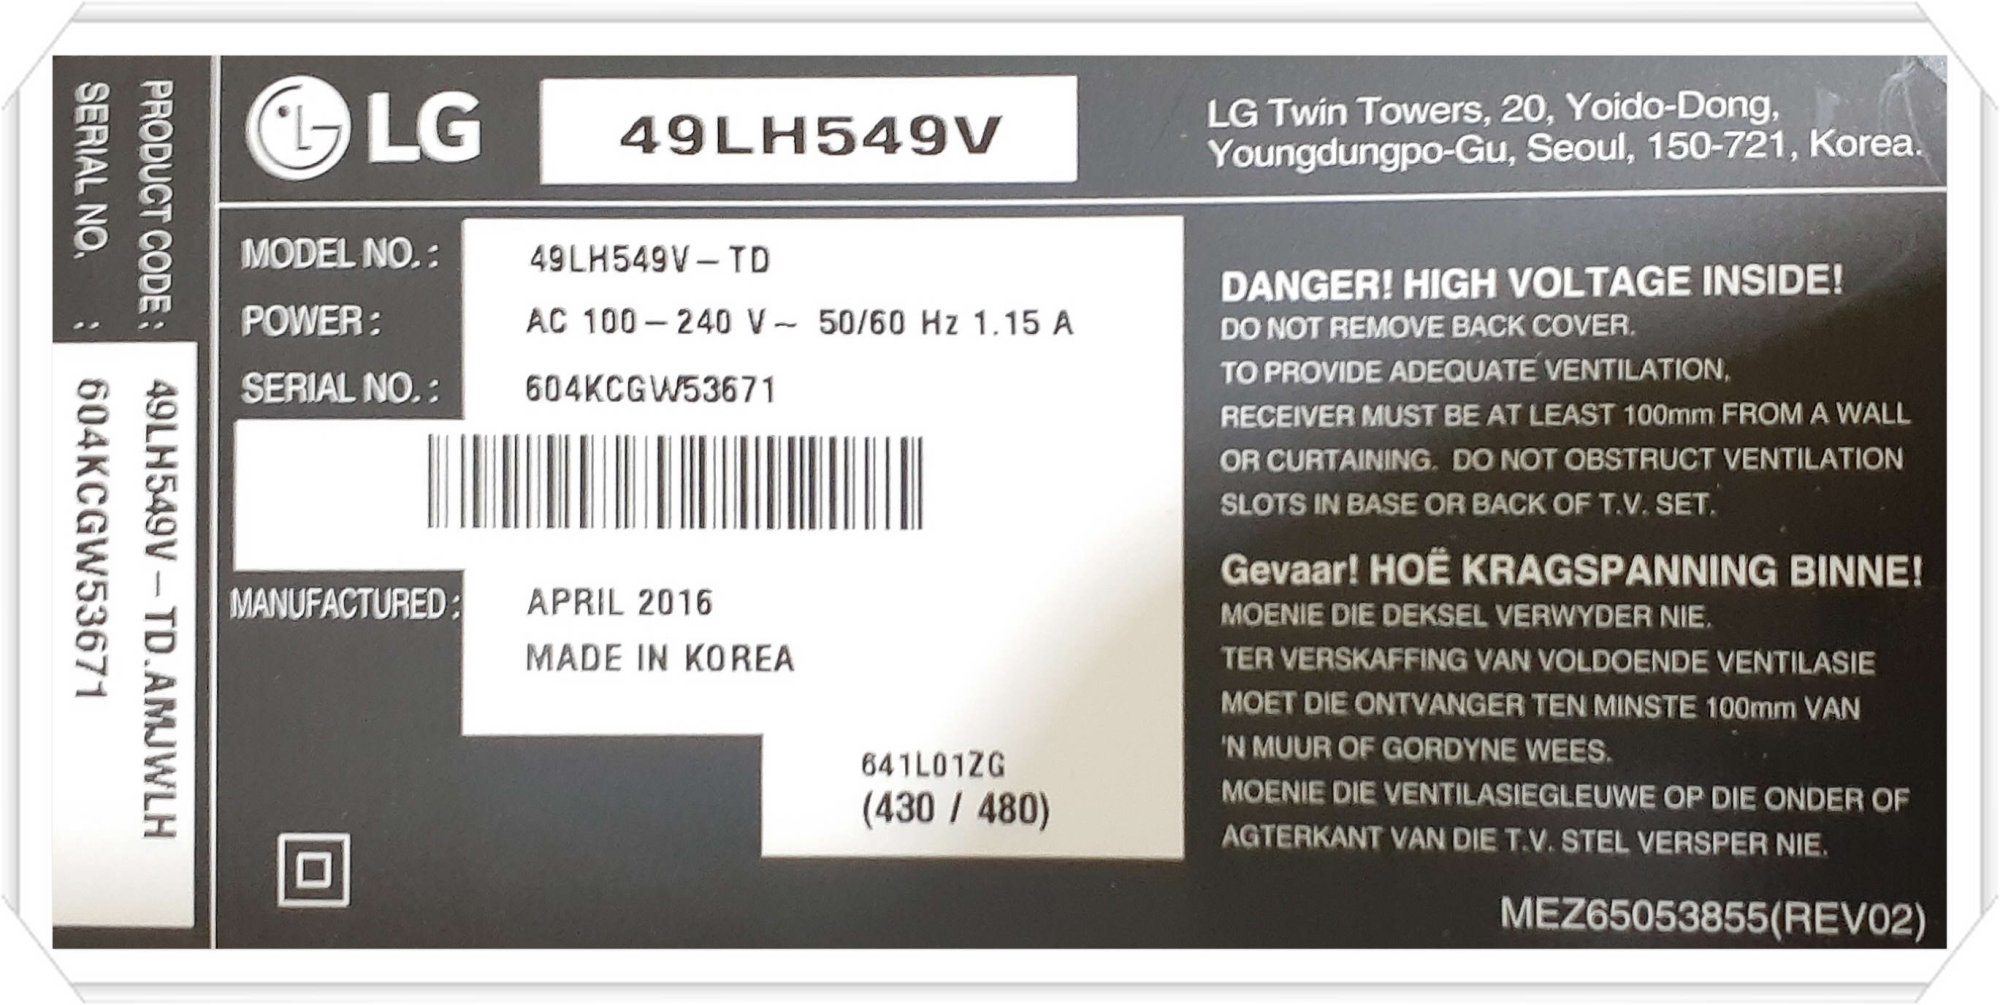 PRODUCT CODE : 49LH549V – TD.AMJWLH
SERIAL NO. : 604KCGW53671
LG
49LH549V
LG Twin Towers, 20, Yoido-Dong,
Youngdungpo-Gu, Seoul, 150-721, Korea.
MODEL NO. : 49LH549V – TD
POWER : AC 100 – 240 V ~ 50/60 Hz 1.15 A
SERIAL NO. : 604KCGW53671
MANUFACTURED : APRIL 2016
MADE IN KOREA
641L01ZG
(430 / 480)
DANGER! HIGH VOLTAGE INSIDE!
DO NOT REMOVE BACK COVER.
TO PROVIDE ADEQUATE VENTILATION,
RECEIVER MUST BE AT LEAST 100mm FROM A WALL
OR CURTAINING. DO NOT OBSTRUCT VENTILATION
SLOTS IN BASE OR BACK OF T.V. SET.
Gevaar! HOË KRAGSPANNING BINNE!
MOENIE DIE DEKSEL VERWYDER NIE.
TER VERSKAFFING VAN VOLDOENDE VENTILASIE
MOET DIE ONTVANGER TEN MINSTE 100mm VAN
'N MUUR OF GORDYNE WEES.
MOENIE DIE VENTILASIEGLEUWE OP DIE ONDER OF
AGTERKANT VAN DIE T.V. STEL VERSPER NIE.
MEZ65053855(REV02)